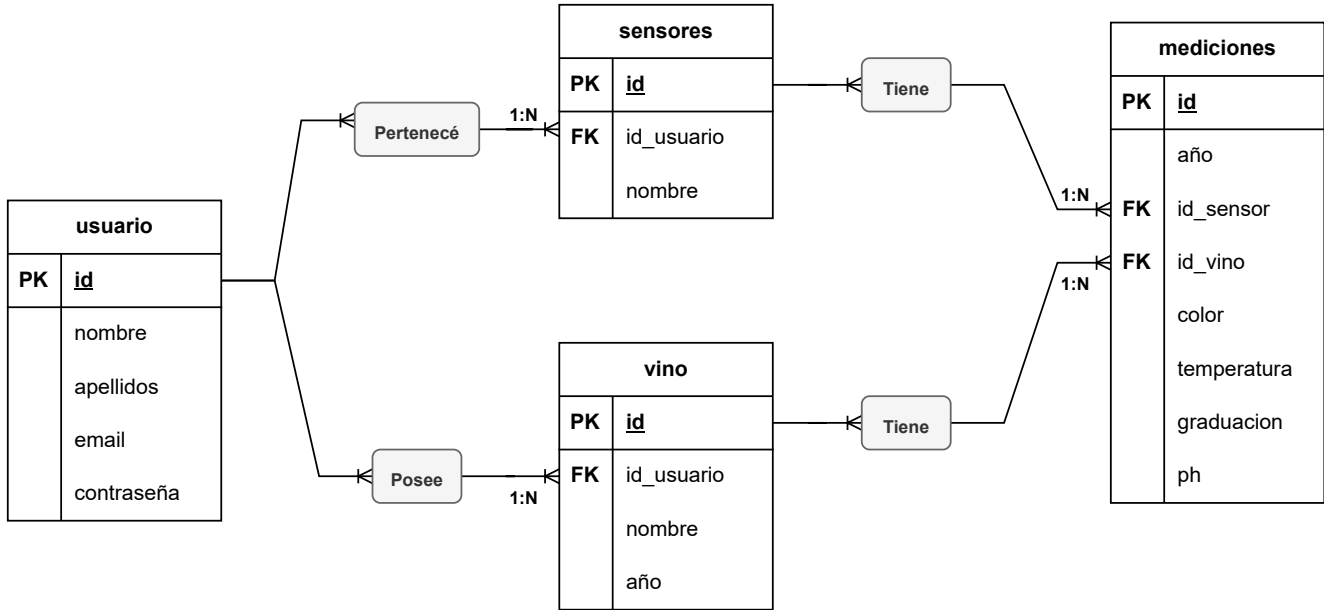 usuario
PK id
nombre
apellidos
email
contraseña
Pertenecé
1:N
Posee
1:N
sensores
PK id
FK id_usuario
nombre
vino
PK id
FK id_usuario
nombre
año
Tiene
1:N
Tiene
1:N
mediciones
PK id
año
FK id_sensor
FK id_vino
color
temperatura
graduacion
ph